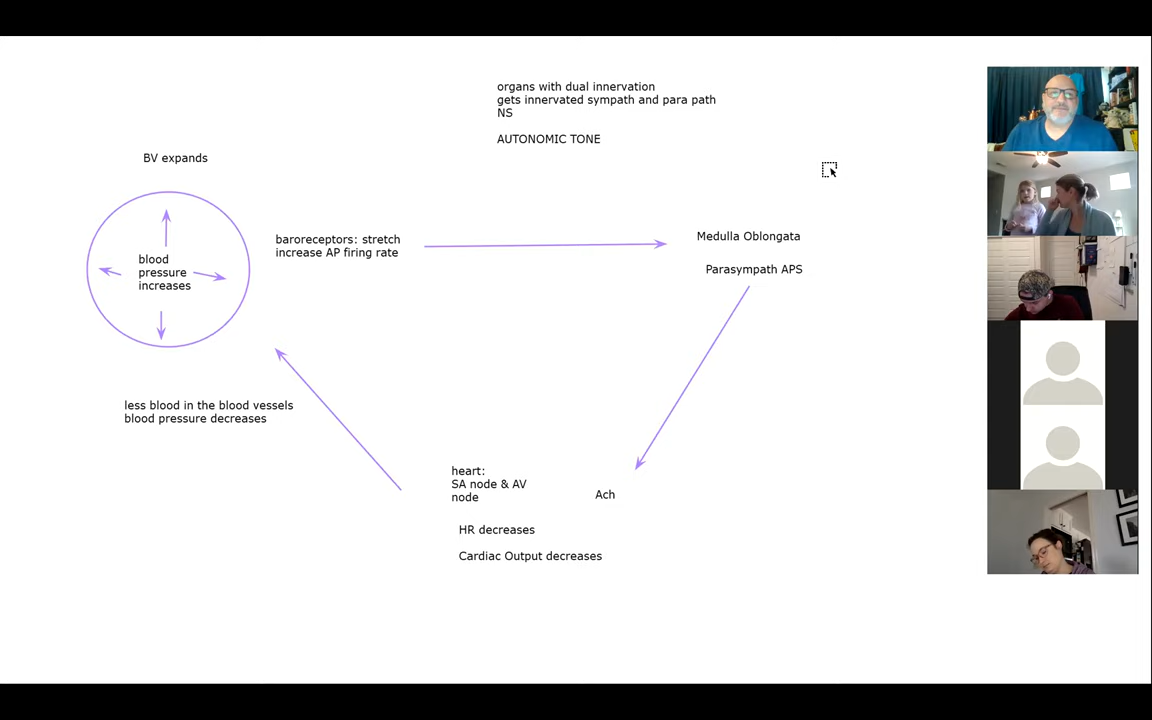 organs with dual innervation
gets innervated sympath and para path
NS
AUTONOMIC TONE
BV expands
blood
pressure
increases
baroreceptors: stretch
increase AP firing rate
Medulla Oblongata
Parasympath APS
less blood in the blood vessels
blood pressure decreases
heart:
SA node & AV
node
Ach
HR decreases
Cardiac Output decreases